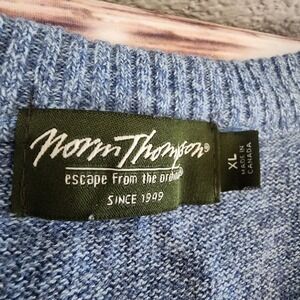 Norm Thompson®
escape from the ordinary®
SINCE 1949
XL
MADE IN
CANADA